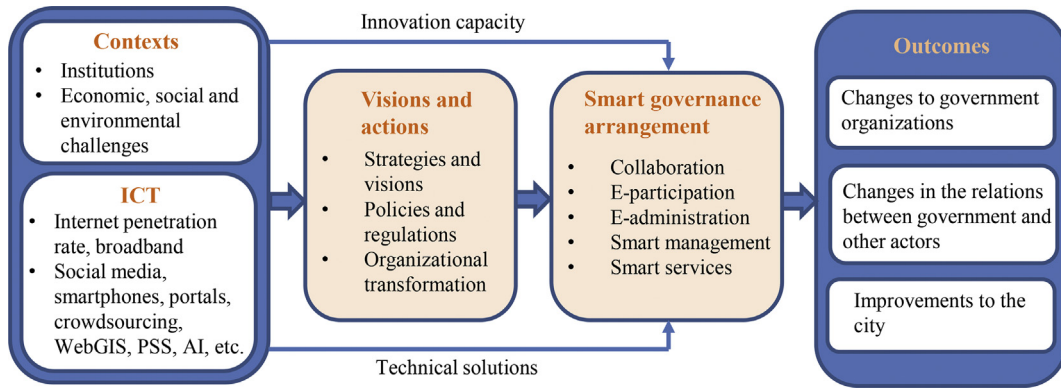 Innovation capacity
Contexts
• Institutions
• Economic, social and
environmental
challenges
ICT
• Internet penetration
rate, broadband
• Social media,
smartphones, portals,
crowdsourcing,
WebGIS, PSS, AI, etc.
Visions and
actions
• Strategies and
visions
• Policies and
regulations
• Organizational
transformation
Smart governance
arrangement
• Collaboration
• E-participation
• E-administration
• Smart management
• Smart services
Technical solutions
Outcomes
Changes to government
organizations
Changes in the relations
between government and
other actors
Improvements to the
city